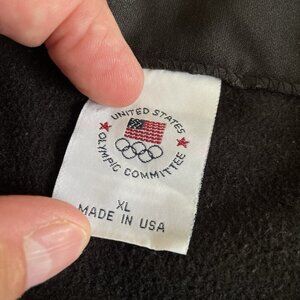 UNITED STATES
OLYMPIC COMMITTEE
XL
MADE IN USA